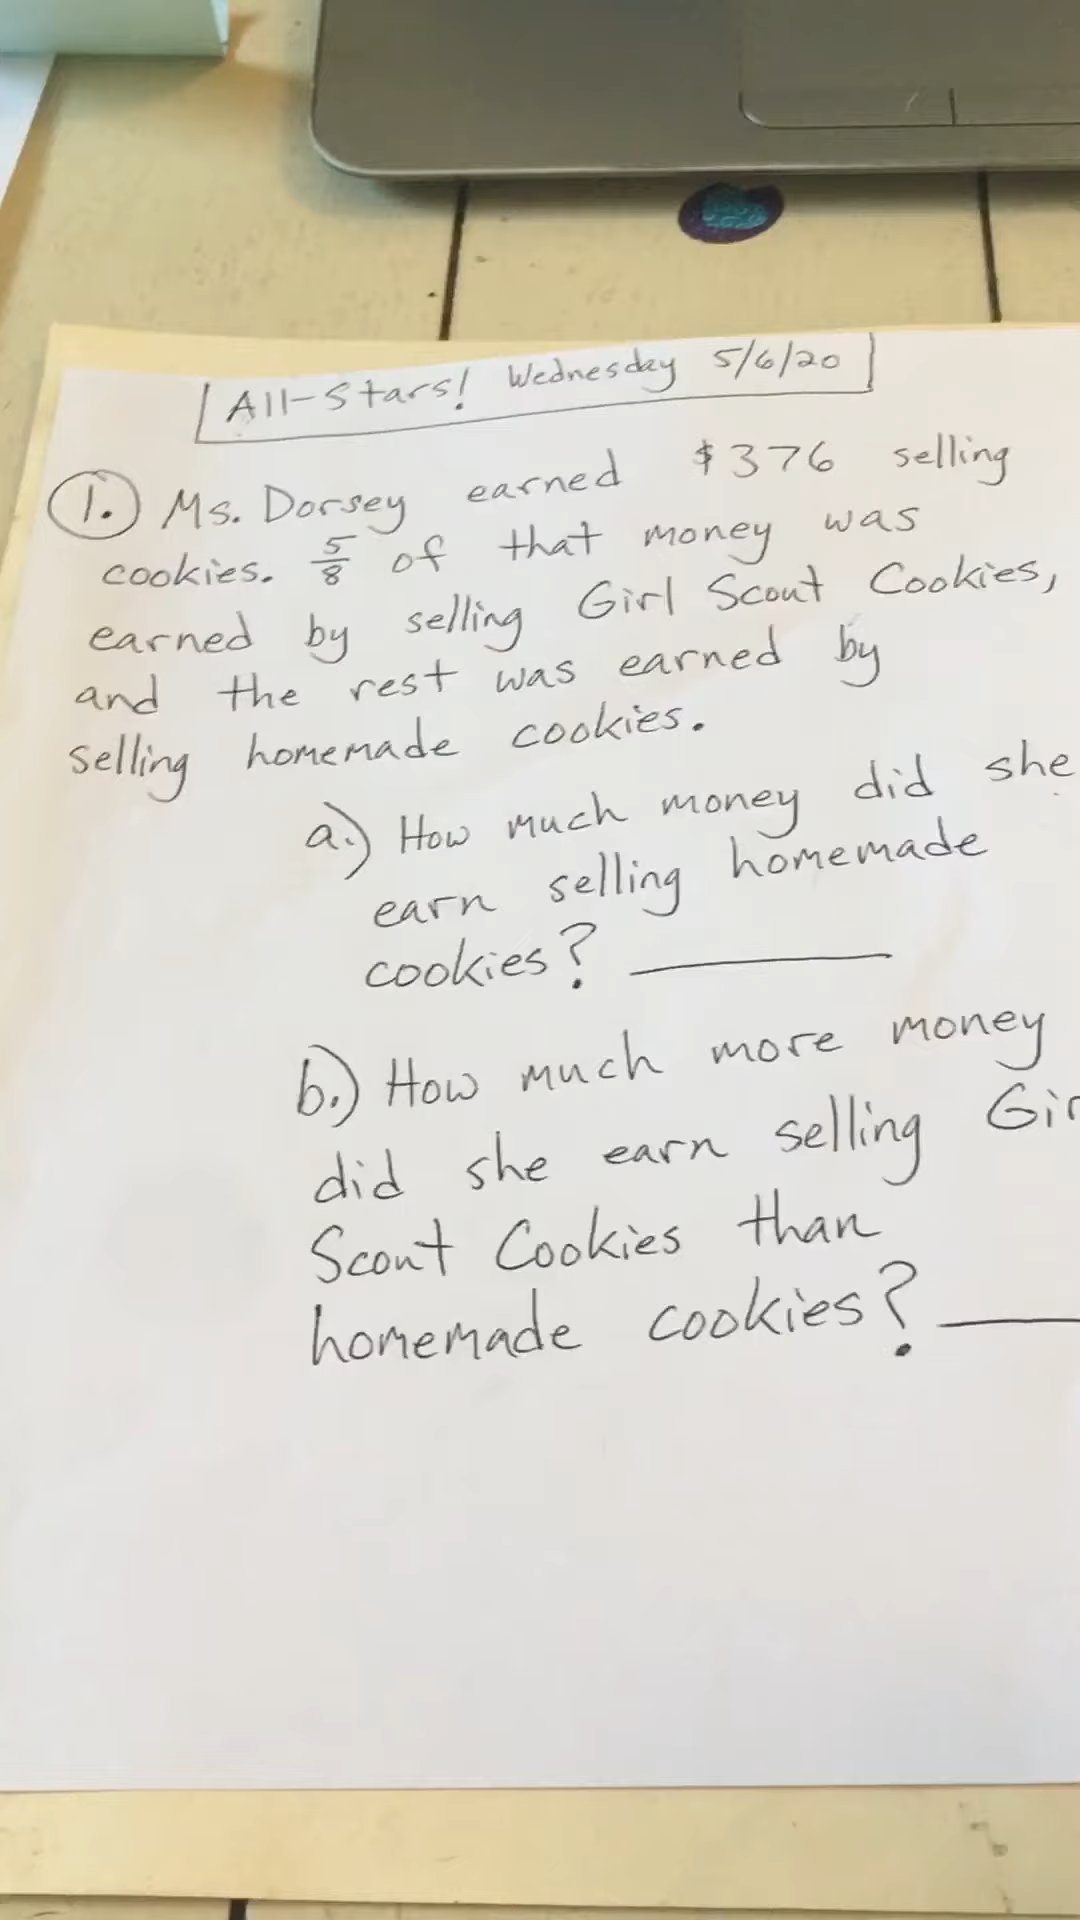 All-Stars! Wednesday 5/6/20
1. Ms. Dorsey earned $376 selling
cookies. 5/8 of that money was
earned by selling Girl Scout Cookies,
and the rest was earned by
selling homemade cookies.
a.) How much money did she
earn selling homemade
cookies?
b.) How much more money
did she earn selling Gir
Scout Cookies than
homemade cookies?